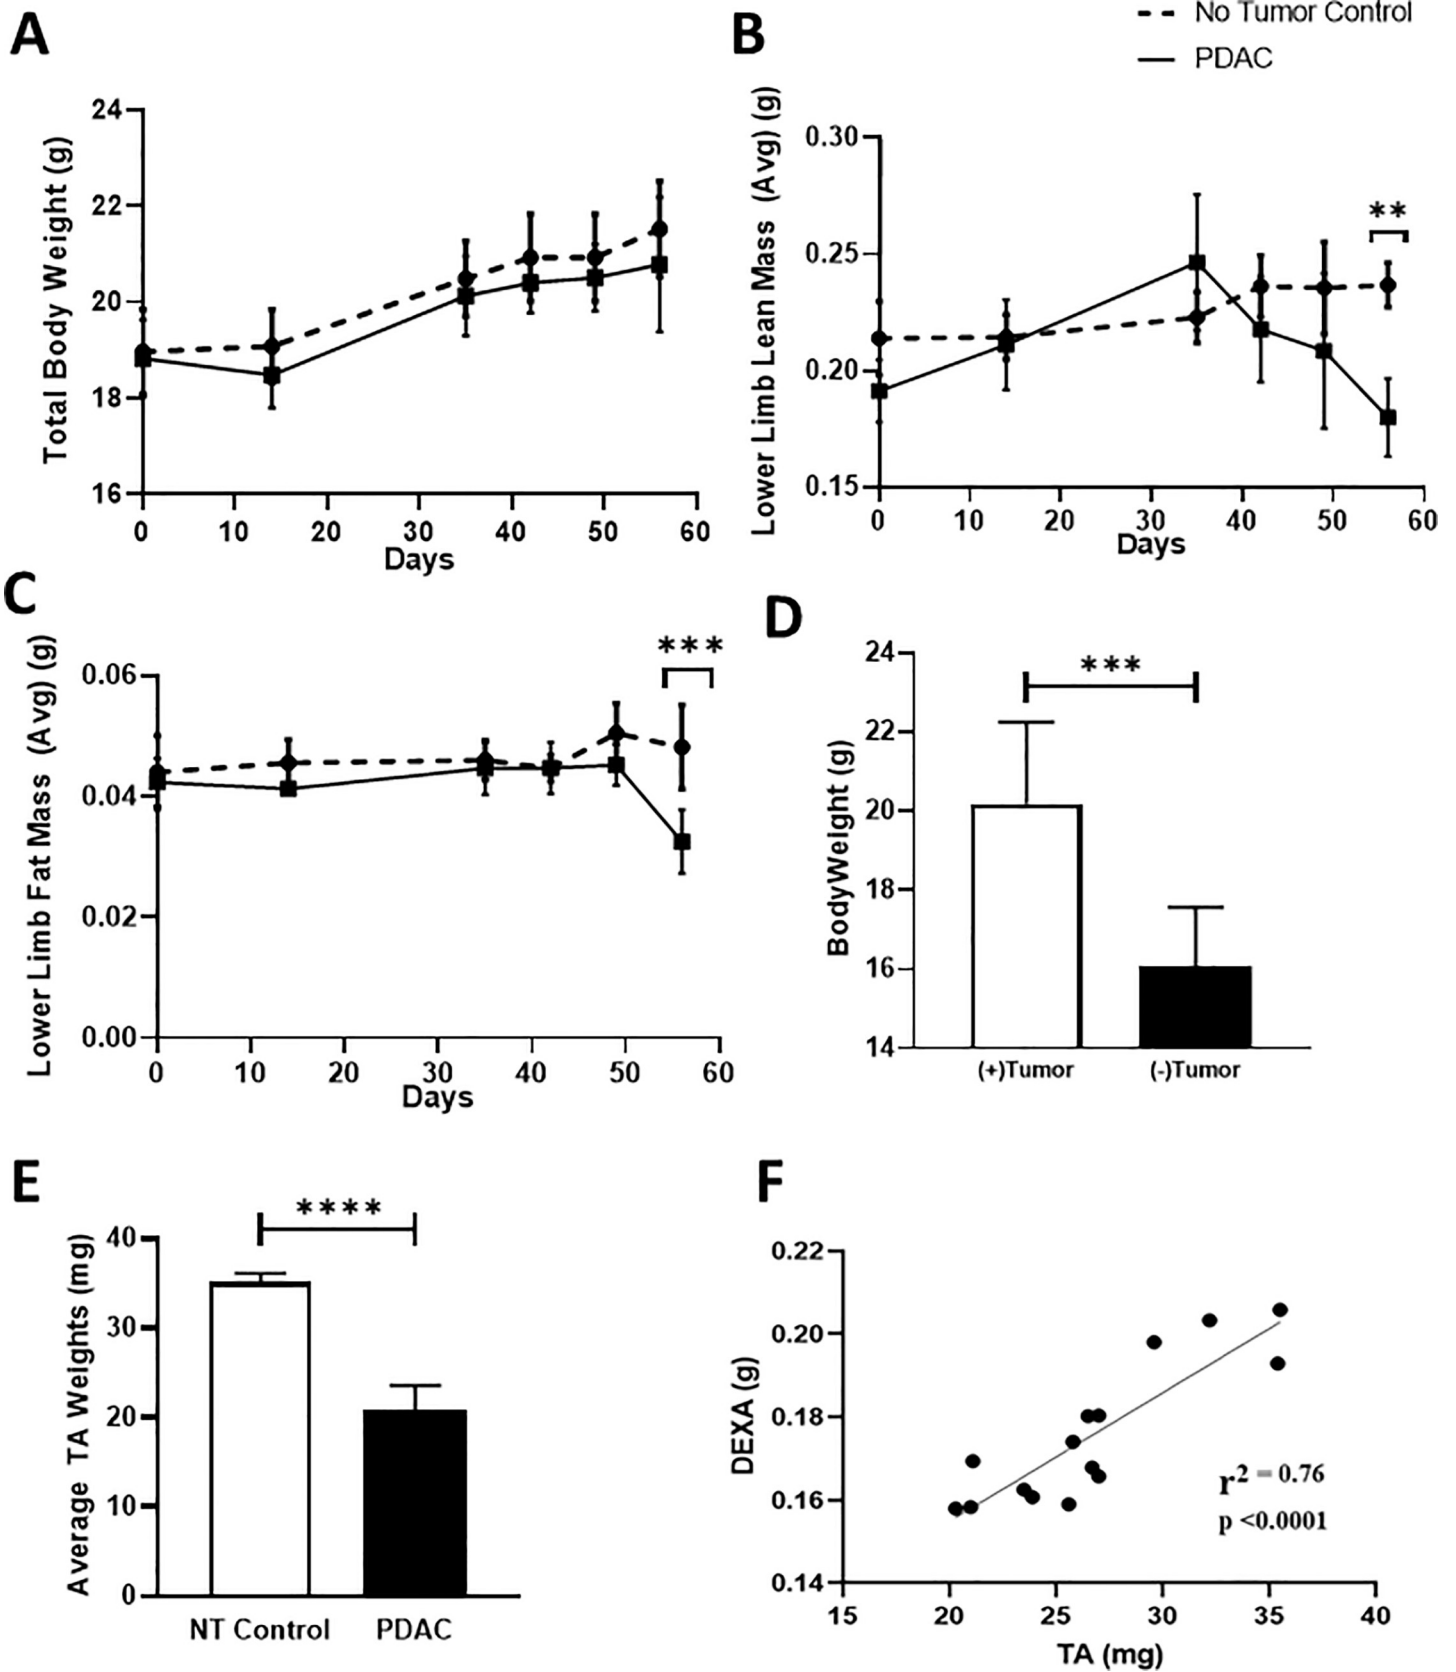 A
B
No Tumor Control
PDAC
Total Body Weight (g)
24
22
20
18
16
0 10 20 30 40 50 60
Days
Lower Limb Lean Mass (Avg) (g)
0.30
0.25
0.20
0.15
**
0 10 20 30 40 50 60
Days
C
Lower Limb Fat Mass (Avg) (g)
0.06
0.04
0.02
0.00
***
0 10 20 30 40 50 60
Days
D
BodyWeight (g)
24
22
20
18
16
14
***
(+)Tumor (-)Tumor
E
Average TA Weights (mg)
40
30
20
10
0
****
NT Control PDAC
F
DEXA (g)
0.22
0.20
0.18
0.16
0.14
r² = 0.76
p <0.0001
15 20 25 30 35 40
TA (mg)